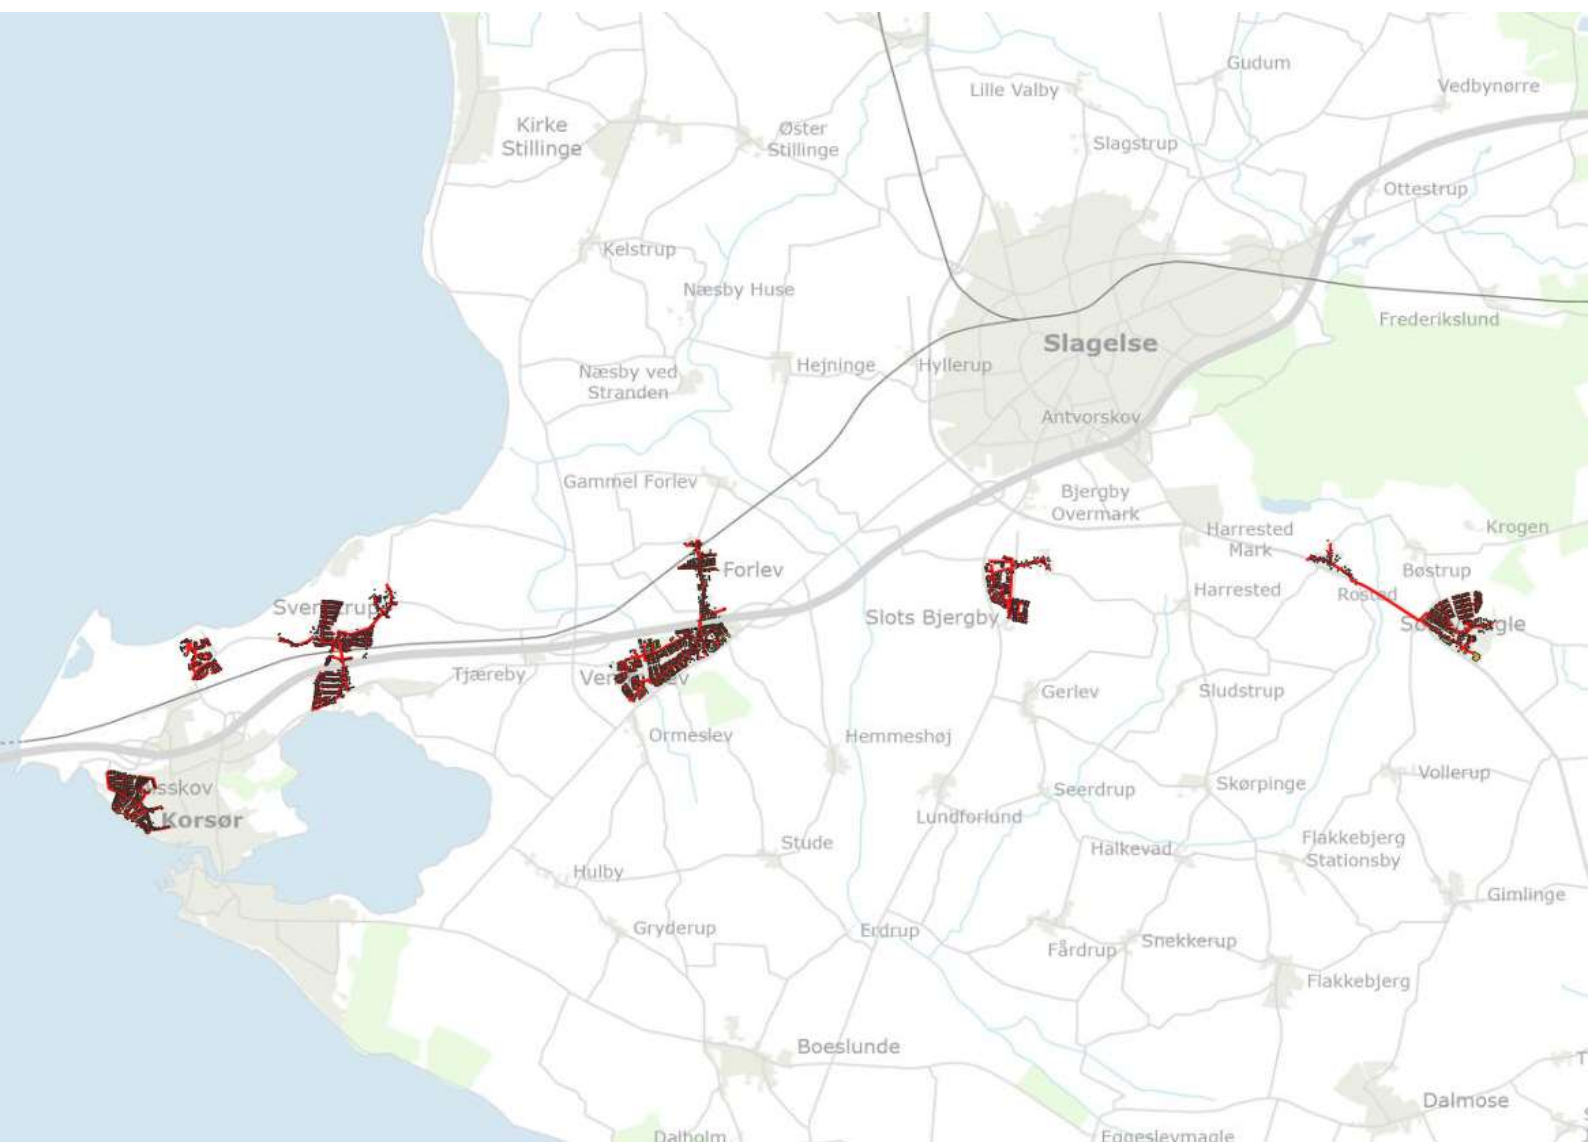 Gudum
Lille Valby
Vedbynørre
Kirke
Stillinge
Øster
Stillinge
Slagstrup
Ottestrup
Kelstrup
Næsby Huse
Frederikslund
Slagelse
Næsby ved
Stranden
Hejninge
Hyllerup
Antvorskov
Gammel Forlev
Bjergby
Overmark
Harrested
Mark
Krogen
Forlev
Bøstrup
Harrested
Slots Bjergby
Tjæreby
Gerlev
Sludstrup
Ormeslev
Hemmeshøj
Vollerup
Skørpinge
Seerdrup
Korsør
Lundforlund
Flakkebjerg
Stationsby
Stude
Hålkevad
Hulby
Gimlinge
Gryderup
Erdrup
Fårdrup
Snekkerup
Flakkebjerg
Boeslunde
Dalmose
Dalholm
Eggeslevmagle